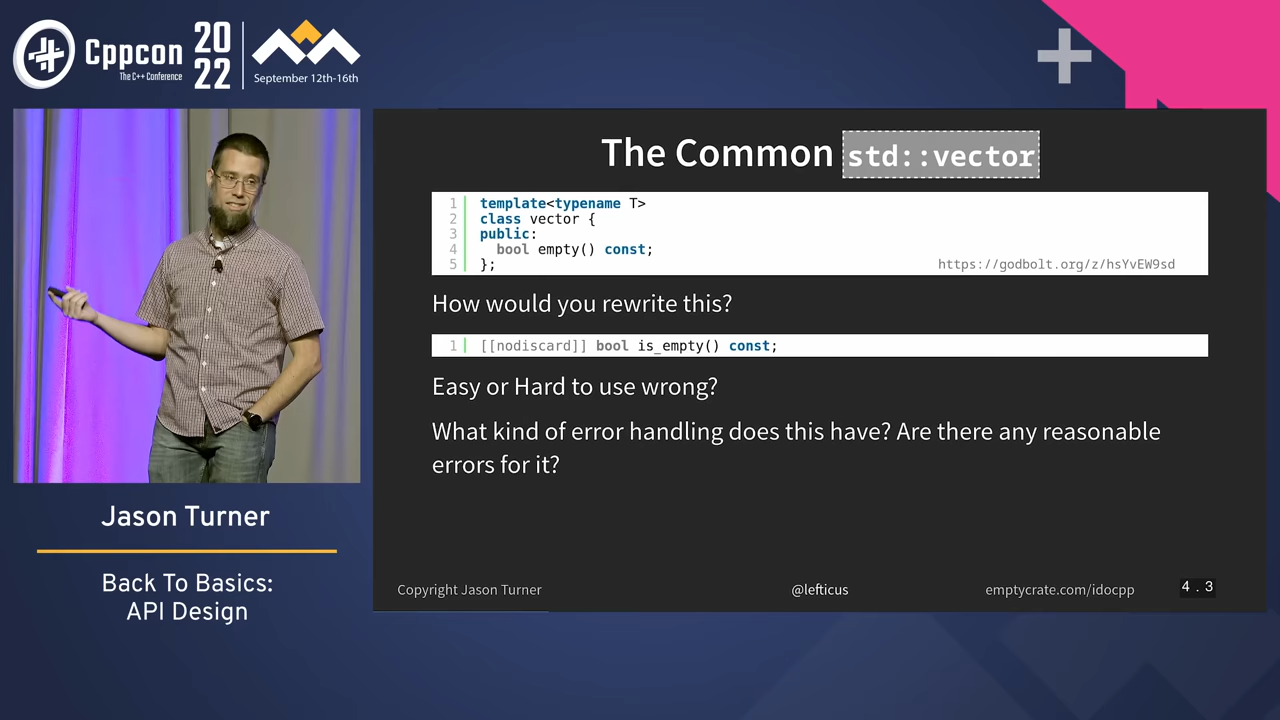 Cppcon
The C++ Conference
20
22
September 12th-16th
The Common std::vector
1 template<typename T>
2 class vector {
3 public:
4 bool empty() const;
5 };
https://godbolt.org/z/hsYvEW9sd
How would you rewrite this?
1 [[nodiscard]] bool is_empty() const;
Easy or Hard to use wrong?
What kind of error handling does this have? Are there any reasonable
errors for it?
Copyright Jason Turner
@lefticus
emptycrate.com/idocpp
4 . 3
Jason Turner
Back To Basics:
API Design